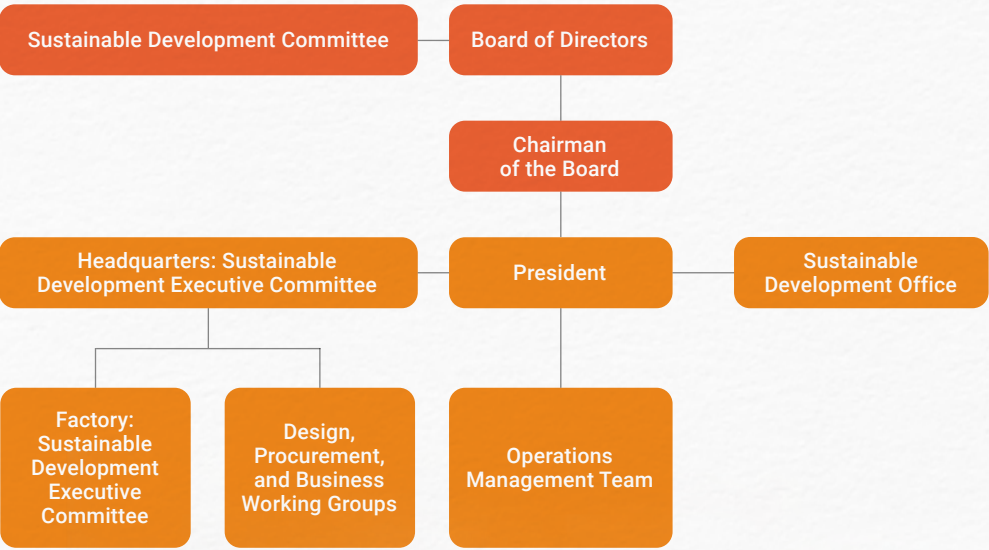 Sustainable Development Committee
Board of Directors
Chairman
of the Board
Headquarters: Sustainable
Development Executive Committee
President
Sustainable
Development Office
Factory:
Sustainable
Development
Executive
Committee
Design,
Procurement,
and Business
Working Groups
Operations
Management Team